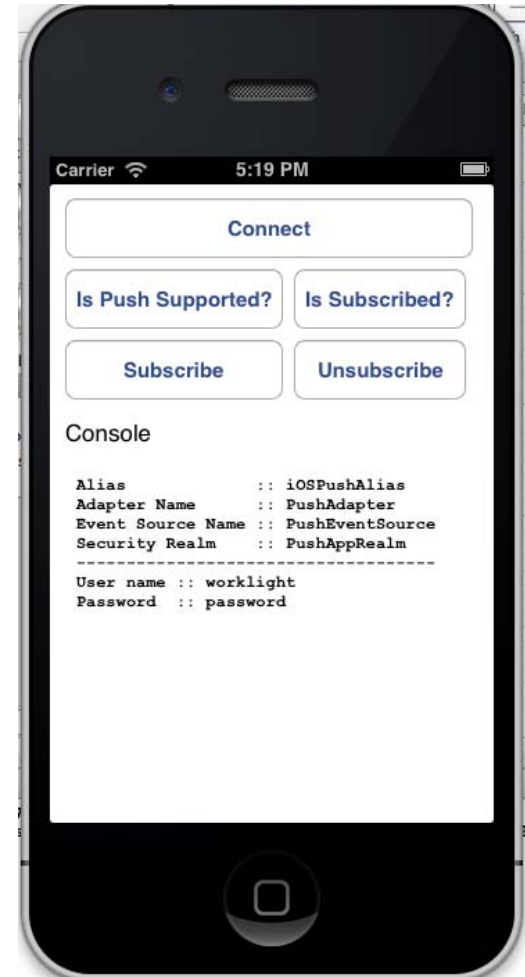 Carrier 5:19 PM
Connect
Is Push Supported? Is Subscribed?
Subscribe Unsubscribe
Console
Alias :: iOSPushAlias
Adapter Name :: PushAdapter
Event Source Name :: PushEventSource
Security Realm :: PushAppRealm
------------------------------------
User name :: worklight
Password :: password